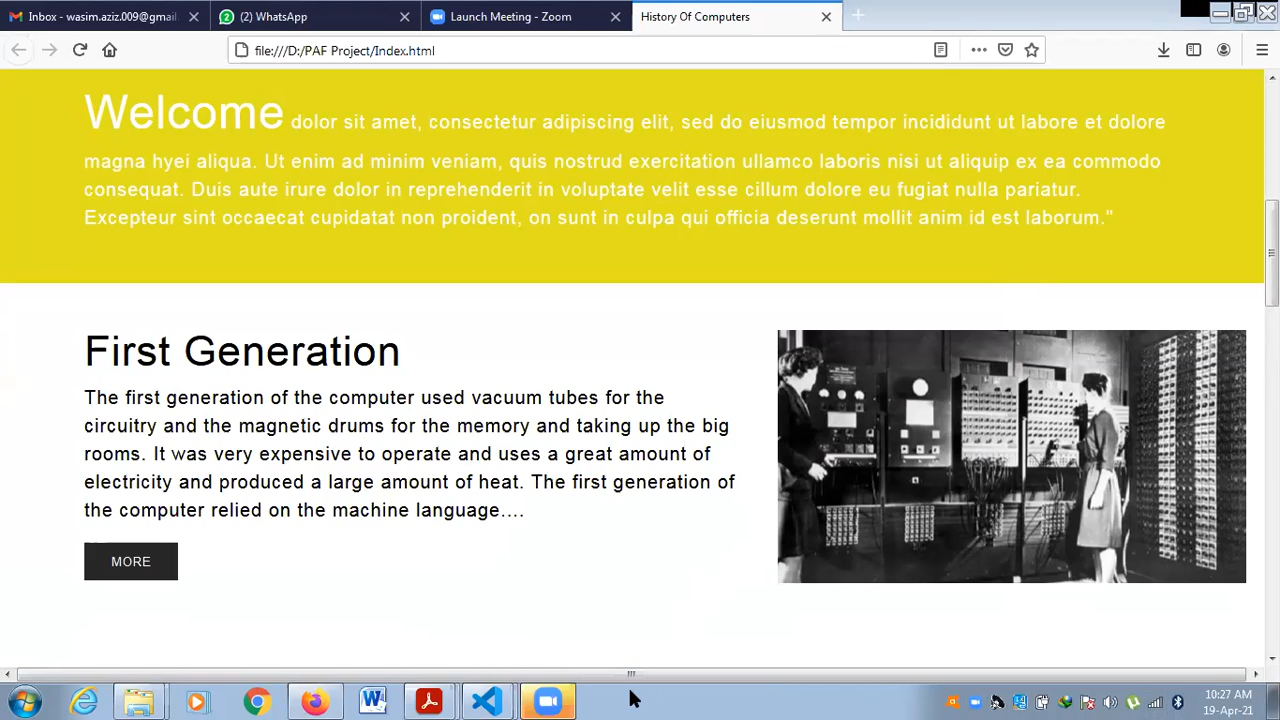 Inbox - wasim.aziz.009@gmail.
(2) WhatsApp
Launch Meeting - Zoom
History Of Computers
file:///D:/PAF Project/Index.html
Welcome dolor sit amet, consectetur adipiscing elit, sed do eiusmod tempor incididunt ut labore et dolore
magna hyei aliqua. Ut enim ad minim veniam, quis nostrud exercitation ullamco laboris nisi ut aliquip ex ea commodo
consequat. Duis aute irure dolor in reprehenderit in voluptate velit esse cillum dolore eu fugiat nulla pariatur.
Excepteur sint occaecat cupidatat non proident, on sunt in culpa qui officia deserunt mollit anim id est laborum."
First Generation
The first generation of the computer used vacuum tubes for the
circuitry and the magnetic drums for the memory and taking up the big
rooms. It was very expensive to operate and uses a great amount of
electricity and produced a large amount of heat. The first generation of
the computer relied on the machine language....
MORE
10:27 AM
19-Apr-21